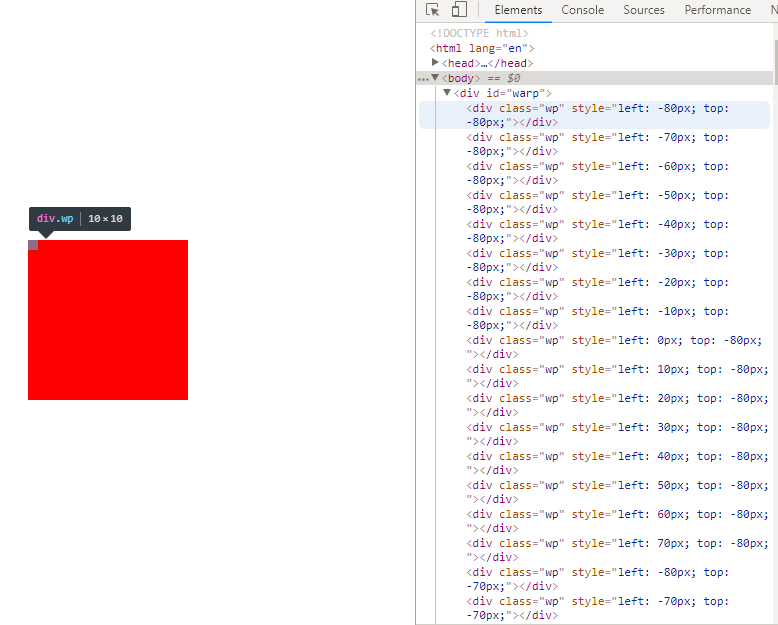 Elements Console Sources Performance N
<!DOCTYPE html>
<html lang="en">
▶<head>…</head>
…▼<body> == $0
▼<div id="warp">
<div class="wp" style="left: -80px; top:
-80px;"></div>
<div class="wp" style="left: -70px; top:
-80px;"></div>
<div class="wp" style="left: -60px; top:
-80px;"></div>
<div class="wp" style="left: -50px; top:
-80px;"></div>
<div class="wp" style="left: -40px; top:
-80px;"></div>
<div class="wp" style="left: -30px; top:
-80px;"></div>
<div class="wp" style="left: -20px; top:
-80px;"></div>
<div class="wp" style="left: -10px; top:
-80px;"></div>
<div class="wp" style="left: 0px; top: -80px;
"></div>
<div class="wp" style="left: 10px; top: -80px;
"></div>
<div class="wp" style="left: 20px; top: -80px;
"></div>
<div class="wp" style="left: 30px; top: -80px;
"></div>
<div class="wp" style="left: 40px; top: -80px;
"></div>
<div class="wp" style="left: 50px; top: -80px;
"></div>
<div class="wp" style="left: 60px; top: -80px;
"></div>
<div class="wp" style="left: 70px; top: -80px;
"></div>
<div class="wp" style="left: -80px; top:
-70px;"></div>
<div class="wp" style="left: -70px; top:
-70px;"></div>
div.wp | 10×10